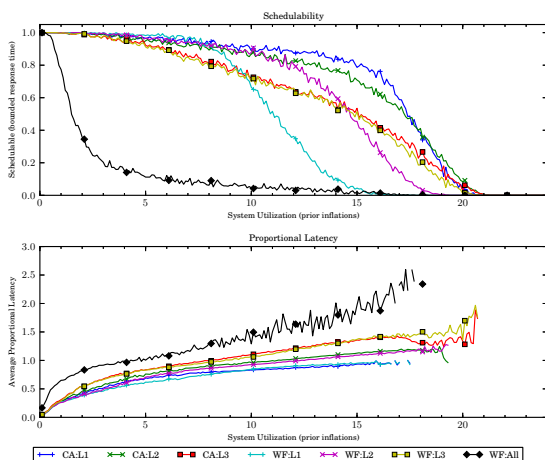 Schedulability
Schedulable (bounded response time)
1.0
0.8
0.6
0.4
0.2
0.0
0 5 10 15 20
System Utilization (prior inflations)
Proportional Latency
Average Proportional Latency
3.0
2.5
2.0
1.5
1.0
0.5
0.0
0 5 10 15 20
System Utilization (prior inflations)
CA:L1 CA:L2 CA:L3 WF:L1 WF:L2 WF:L3 WF:All